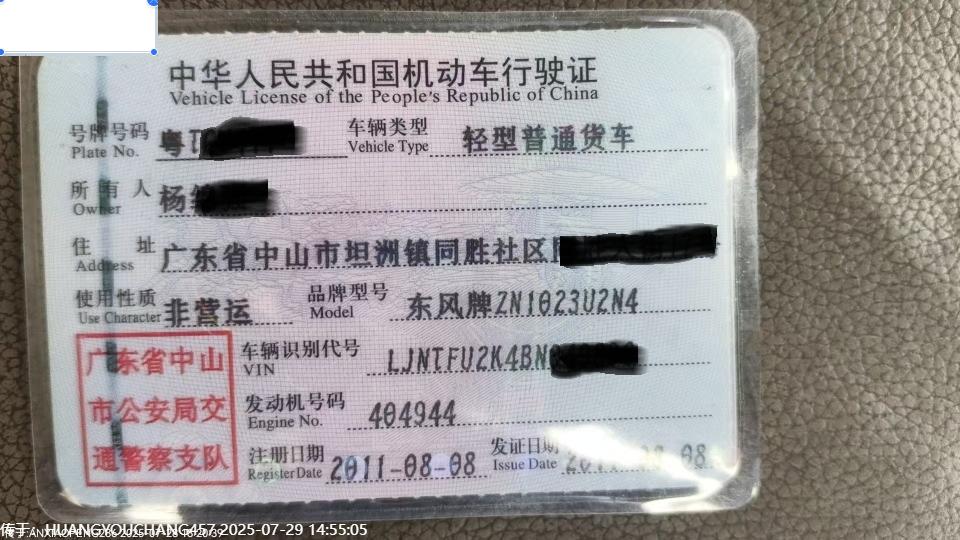 中华人民共和国机动车行驶证
Vehicle License of the People's Republic of China
号牌号码 粤T 车辆类型 轻型普通货车
Plate No. Vehicle Type
所有人 杨
Owner
住址 广东省中山市坦洲镇同胜社区
Address
使用性质 非营运 品牌型号 东风牌ZN1023U2N4
Use Character Model
广东省中山
市公安局交
通警察支队
车辆识别代号 LJNTFU2K4BN
VIN
发动机号码 404944
Engine No.
注册日期 2011-08-08 发证日期 2011-08-08
Register Date Issue Date
传于：HUANGYOUCHANG457 2025-07-29 14:55:05